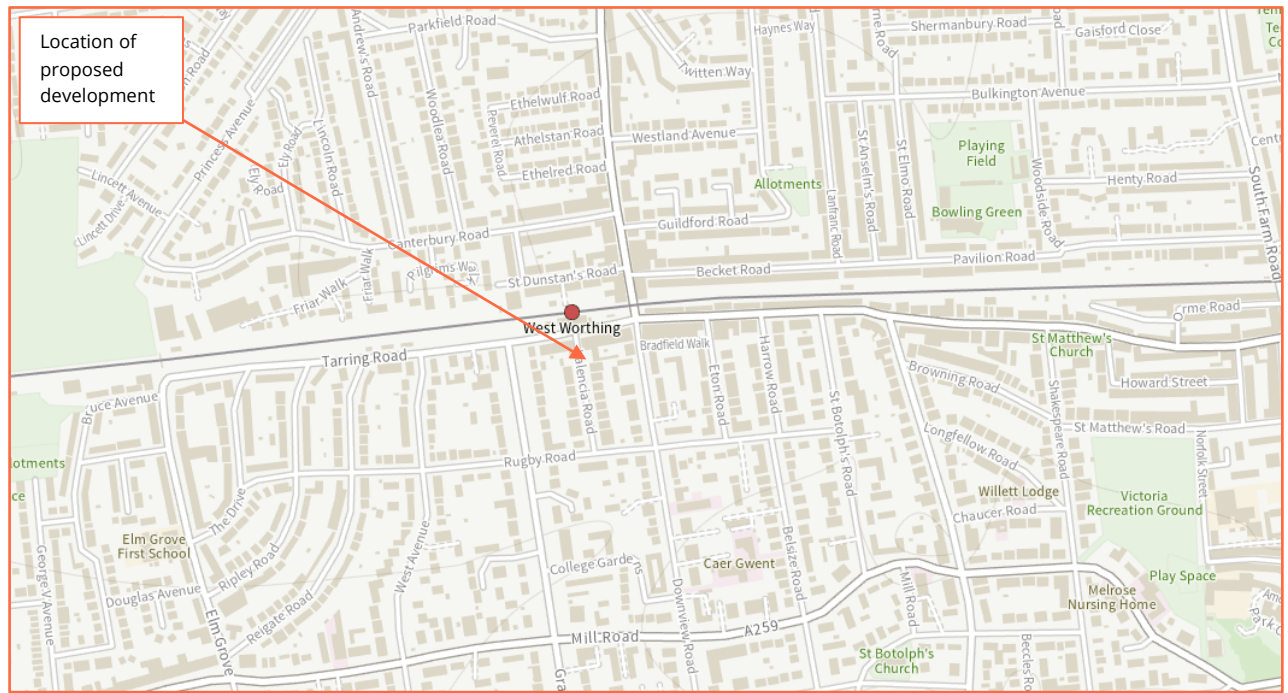 Location of
proposed
development
Parkfield Road
Andrew's Road
Woodlea Road
Princess Avenue
Ely Road
Ely Road
Lincoln Road
Lincett Avenue
Lincett Drive
Ethelwulf Road
Peverel Road
Athelstan Road
Ethelred Road
Westland Avenue
Twitten Way
Haynes Way
Shermanbury Road
Gaisford Close
Bulkington Avenue
Playing
Field
Bowling Green
Allotments
St Anselm's Road
St Elmo Road
Lanfranc Road
Woodside Road
Henty Road
South Farm Road
Guildford Road
Canterbury Road
Pilgrims
Friar Walk
Friar Walk
St Dunstan's Road
Becket Road
Pavilion Road
West Worthing
Tarring Road
Bradfield Walk
Eton Road
Harrow Road
St Botolph's Road
Browning Road
Longfellow Road
St Matthew's
Church
Orme Road
Howard Street
Shakespeare Road
St Matthew's Road
Norfolk Street
Rugby Road
lencia Road
uce Avenue
lotments
ce
The Drive
Elm Grove
First School
Ripley Road
Douglas Avenue
George V Avenue
Elm Grove
Reigate Road
West Avenue
College Gardens
Caer Gwent
Belsize Road
Downview Road
Mill Road
A259
Mill Road
Gra
Willett Lodge
Chaucer Road
Victoria
Recreation Ground
Play Space
Melrose
Nursing Home
St Botolph's
Church
Beccles Ro
Park